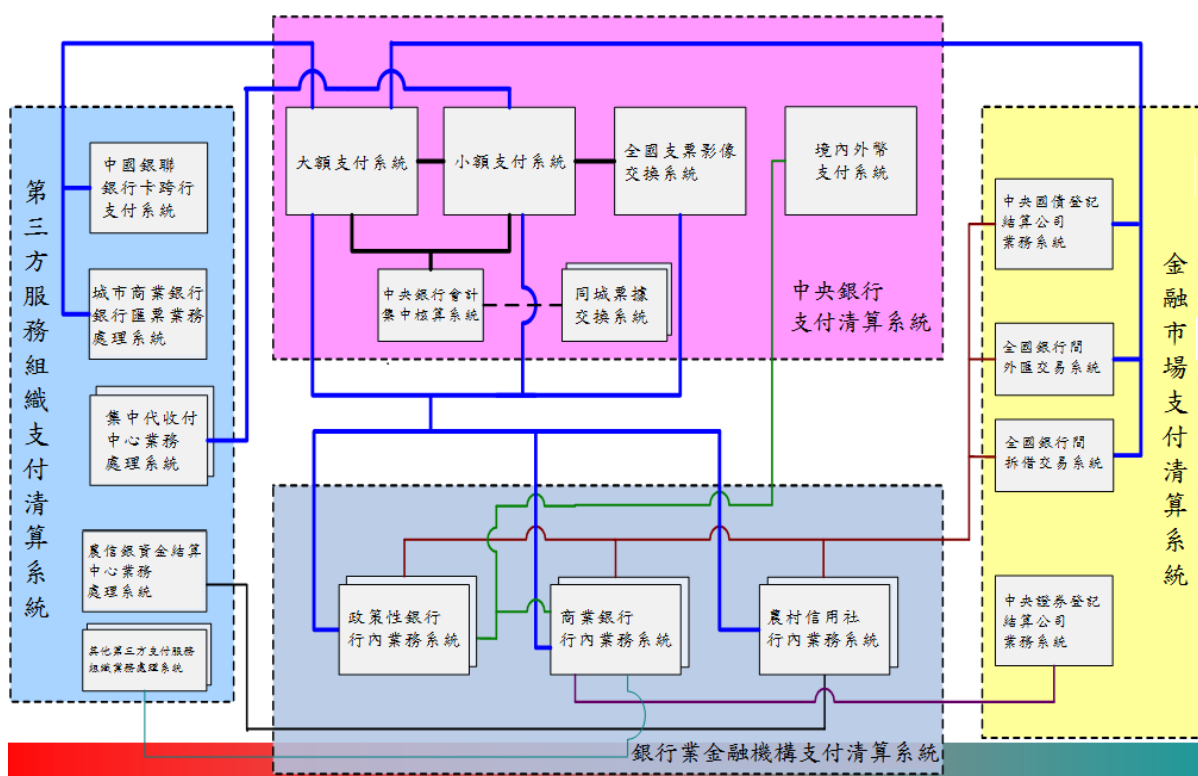 大額支付系統
小額支付系統
全國支票影像
交換系統
境內外幣
支付系統
中央銀行會計
集中核算系統
同城票據
交換系統
中央銀行
支付清算系統
第三方服務組織支付清算系統
中國銀聯
銀行卡跨行
支付系統
城市商業銀行
銀行匯票業務
處理系統
集中代收付
中心業務
處理系統
農信銀資金結算
中心業務
處理系統
其他第三方支付服務
組織業務處理系統
金融市場支付清算系統
中央國債登記
結算公司
業務系統
全國銀行間
外匯交易系統
全國銀行間
拆借交易系統
中央證券登記
結算公司
業務系統
政策性銀行
行內業務系統
商業銀行
行內業務系統
農村信用社
行內業務系統
銀行業金融機構支付清算系統